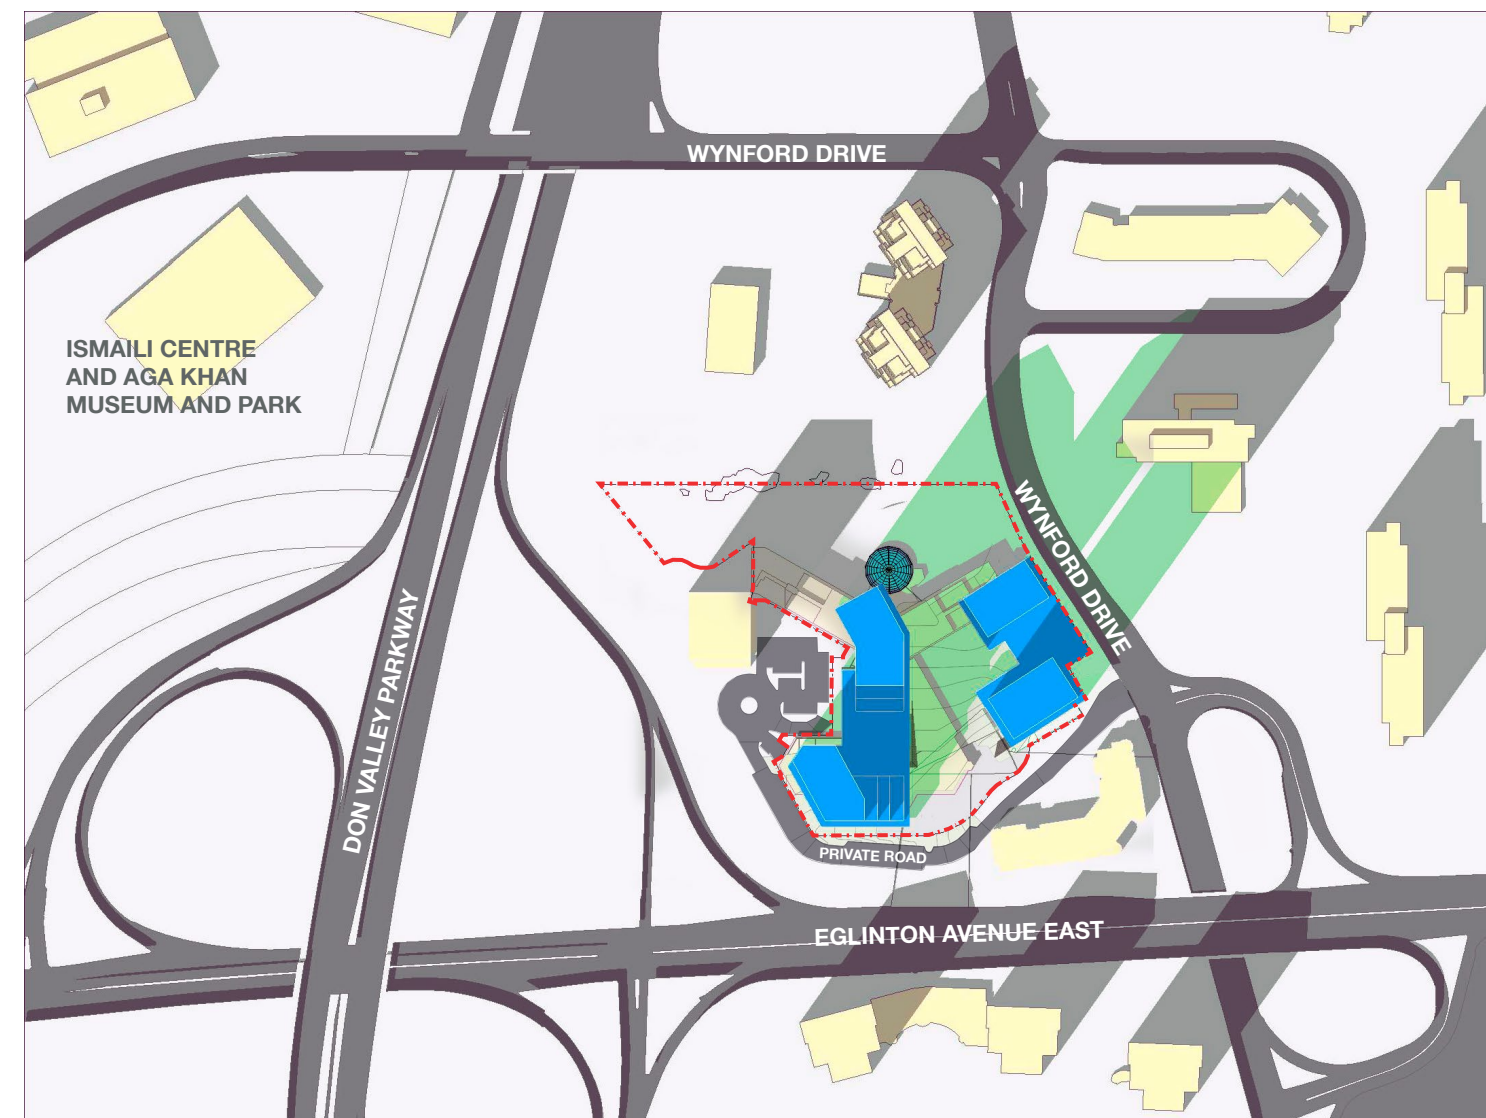 WYNFORD DRIVE
ISMAILI CENTRE
AND AGA KHAN
MUSEUM AND PARK
WYNFORD DRIVE
DON VALLEY PARKWAY
PRIVATE ROAD
EGLINTON AVENUE EAST